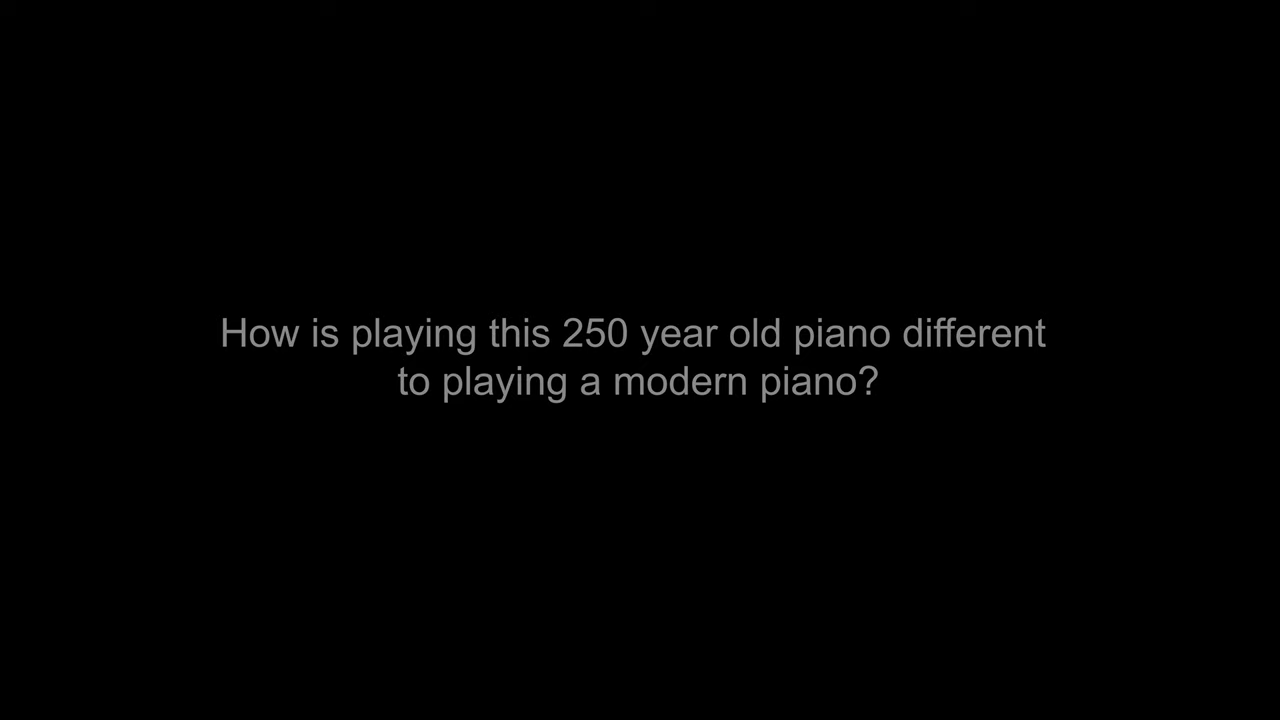 How is playing this 250 year old piano different
to playing a modern piano?